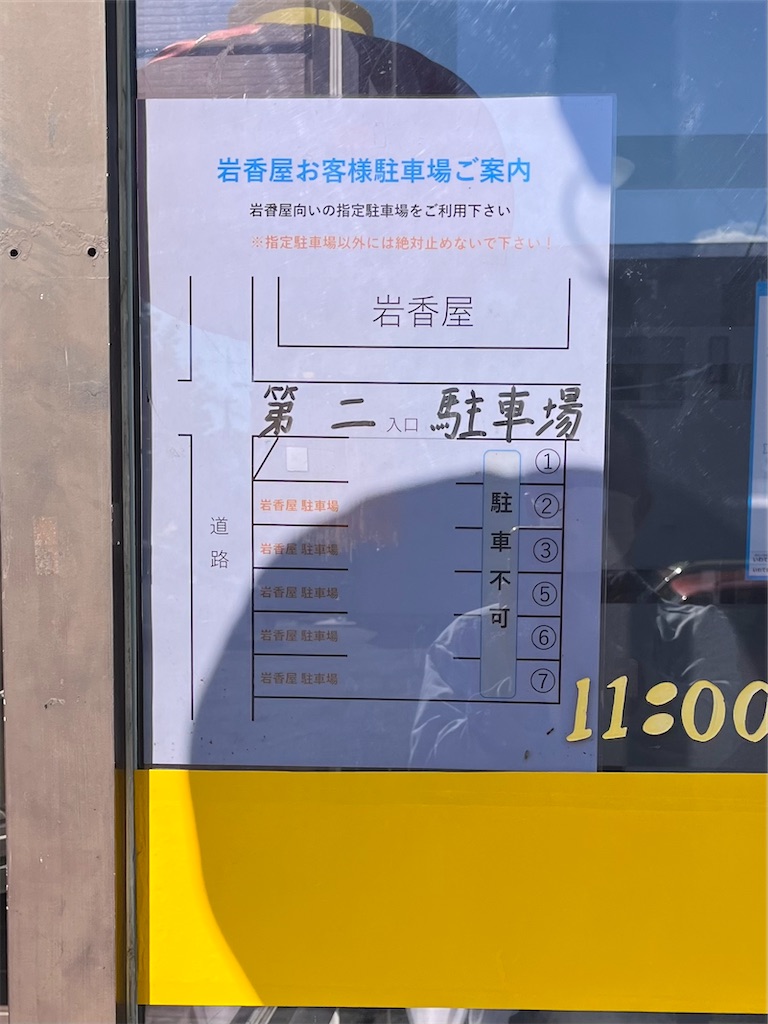 岩香屋お客様駐車場ご案内
岩香屋向いの指定駐車場をご利用下さい
※指定駐車場以外には絶対止めないで下さい！
岩香屋
第二 入口 駐車場
①
岩香屋 駐車場 ②
岩香屋 駐車場 ③
岩香屋 駐車場 ⑤
岩香屋 駐車場 ⑥
岩香屋 駐車場 ⑦
道路
駐車不可
11:00